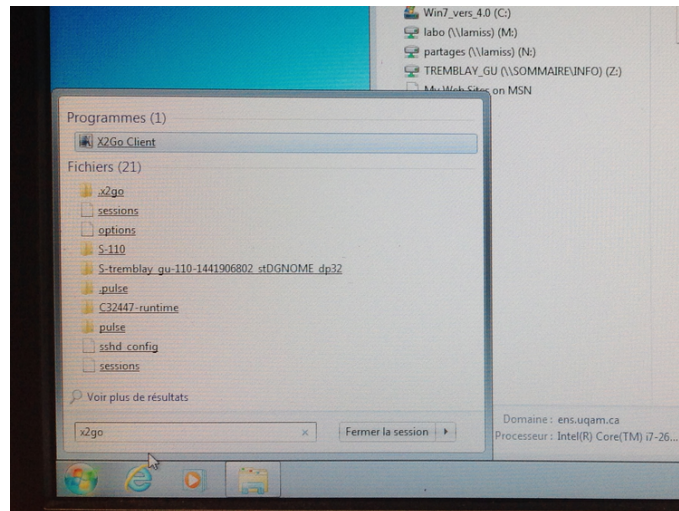 Win7_vers_4.0 (C:)
labo (\\lamiss) (M:)
partages (\\lamiss) (N:)
TREMBLAY_GU (\\SOMMAIRE\INFO) (Z:)
My Web Sites on MSN
Programmes (1)
X2Go Client
Fichiers (21)
.x2go
sessions
options
S-110
S-tremblay_gu-110-1441906802_stDGNOME_dp32
.pulse
C32447-runtime
pulse
sshd_config
sessions
Voir plus de résultats
x2go
Fermer la session
Domaine : ens.uqam.ca
Processeur : Intel(R) Core(TM) i7-26...